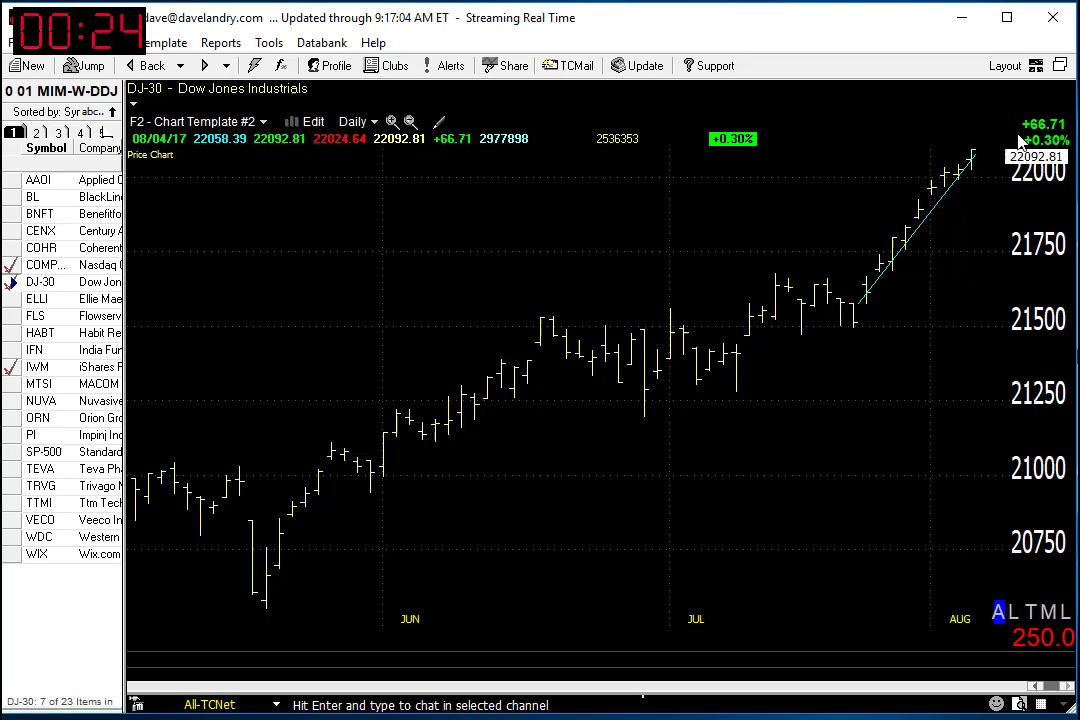 00:24
dave@davelandry.com ... Updated through 9:17:04 AM ET - Streaming Real Time
Reports Tools Databank Help
New Jump Back Profile Clubs Alerts Share TCMail Update Support Layout
0 01 MIM-W-DDJ
DJ-30 - Dow Jones Industrials
Sorted by: Syr abc..
F2 - Chart Template #2 Edit Daily
1 2 3 4
08/04/17 22058.39 22092.81 22024.64 22092.81 +66.71 2977898 2536353 +0.30%
+66.71
+0.30%
Symbol Company
Price Chart
22092.81
22000
21750
21500
21250
21000
20750
AAOI Applied O
BL BlackLine
BNFT Benefitfo
CENX Century A
COHR Coherent
COMP... Nasdaq C
DJ-30 Dow Jon
ELLI Ellie Mae
FLS Flowserv
HABT Habit Re
IFN India Fun
IWM iShares R
MTSI MACOM
NUVA Nuvasive
ORN Orion Gro
PI Impinj Inc
SP-500 Standard
TEVA Teva Pha
TRVG Trivago N
TTMI Ttm Tech
VECO Veeco In
WDC Western
WIX Wix.com
JUN JUL AUG
A L T M L
250.0
DJ-30: 7 of 23 Items in
All-TCNet Hit Enter and type to chat in selected channel